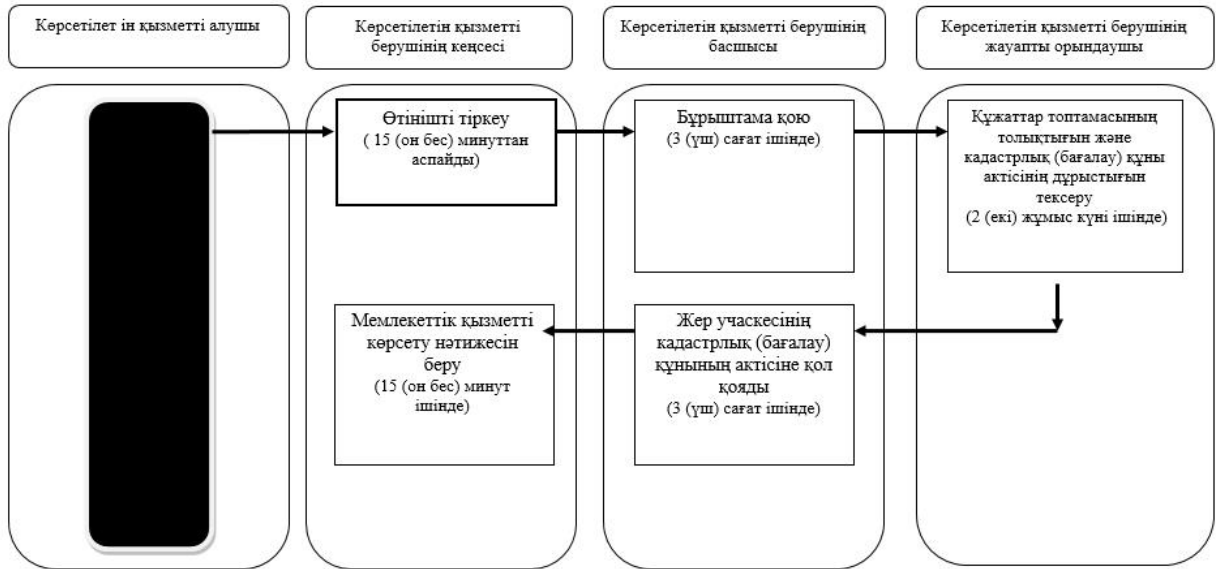 Көрсетілет ін қызметті алушы
Көрсетілетін қызметті
берушінің кеңсесі
Көрсетілетін қызметті берушінің
басшысы
Көрсетілетін қызметті берушінің
жауапты орындаушы
Өтінішті тіркеу
( 15 (он бес) минуттан
аспайды)
Бұрыштама қою
(3 (үш) сағат ішінде)
Құжаттар топтамасының
толықтығын және
кадастрлық (бағалау) құны
актісінің дұрыстығын
тексеру
(2 (екі) жұмыс күні ішінде)
Мемлекеттік қызметті
көрсету нәтижесін
беру
(15 (он бес) минут
ішінде)
Жер учаскесінің
кадастрлық (бағалау)
құнының актісіне қол
қояды
(3 (үш) сағат ішінде)